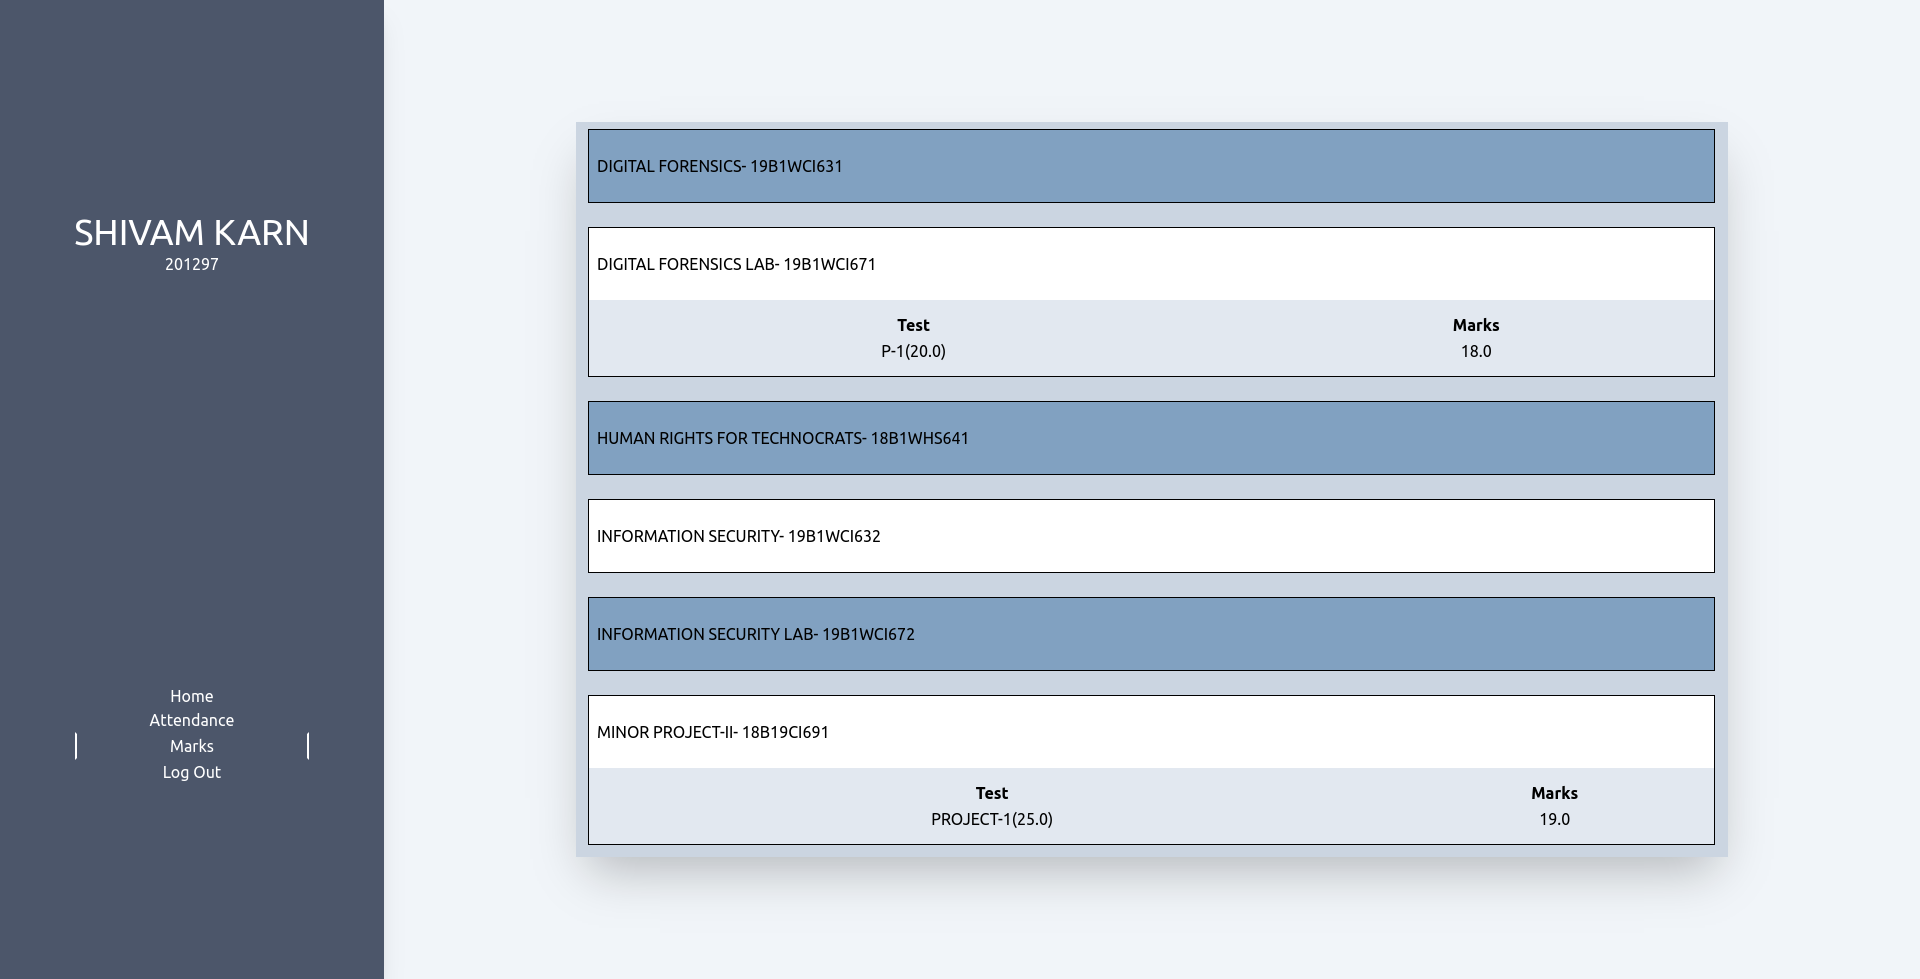 SHIVAM KARN
201297
Home
Attendance
Marks
Log Out
DIGITAL FORENSICS- 19B1WCI631
DIGITAL FORENSICS LAB- 19B1WCI671
Test Marks
P-1(20.0) 18.0
HUMAN RIGHTS FOR TECHNOCRATS- 18B1WHS641
INFORMATION SECURITY- 19B1WCI632
INFORMATION SECURITY LAB- 19B1WCI672
MINOR PROJECT-II- 18B19CI691
Test Marks
PROJECT-1(25.0) 19.0